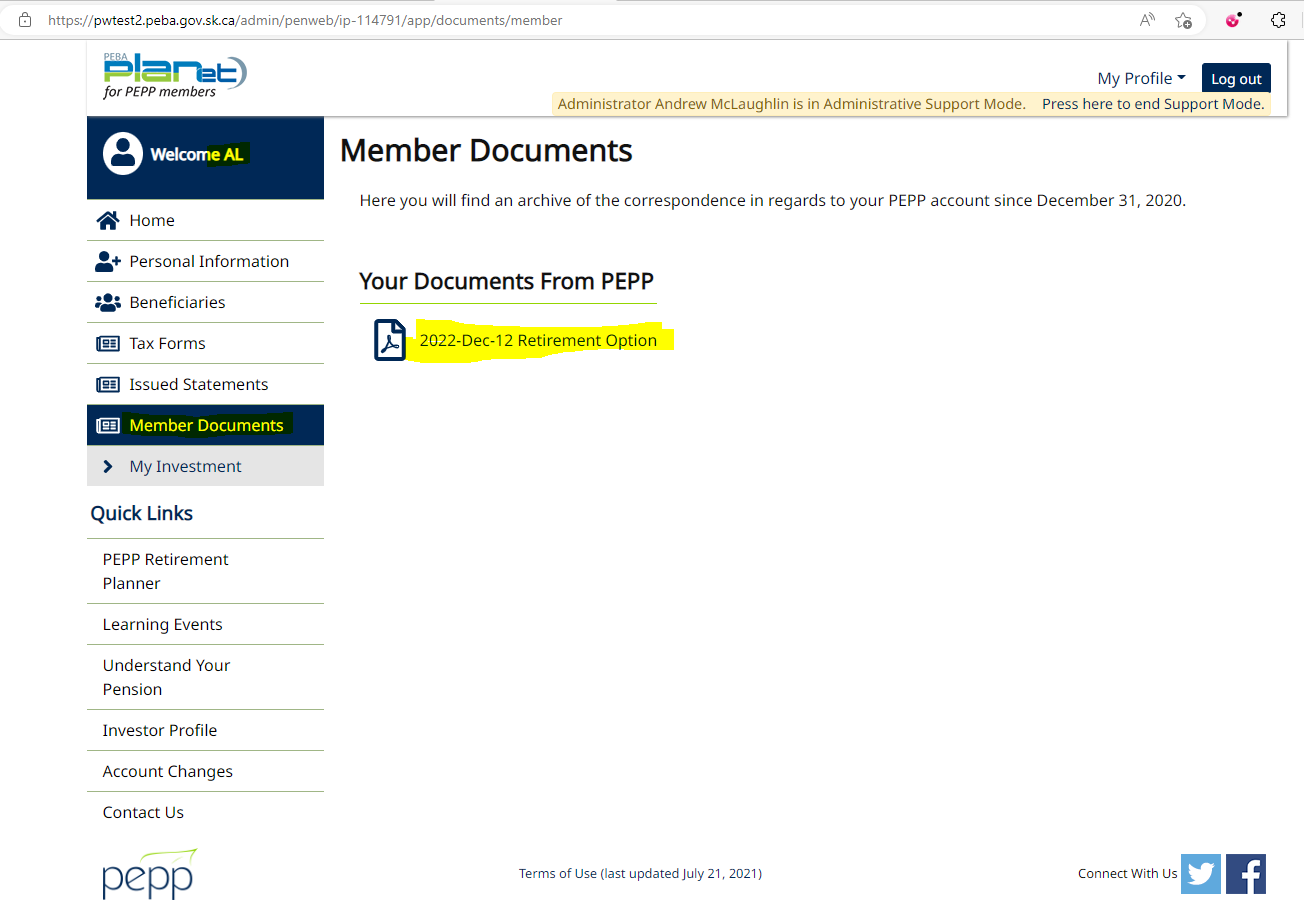 https://pwtest2.peba.gov.sk.ca/admin/penweb/ip-114791/app/documents/member
PEBA
planet
for PEPP members
My Profile
Log out
Administrator Andrew McLaughlin is in Administrative Support Mode. Press here to end Support Mode.
Welcome AL
Home
Personal Information
Beneficiaries
Tax Forms
Issued Statements
Member Documents
My Investment
Quick Links
PEPP Retirement
Planner
Learning Events
Understand Your
Pension
Investor Profile
Account Changes
Contact Us
Member Documents
Here you will find an archive of the correspondence in regards to your PEPP account since December 31, 2020.
Your Documents From PEPP
2022-Dec-12 Retirement Option
pepp
Terms of Use (last updated July 21, 2021)
Connect With Us